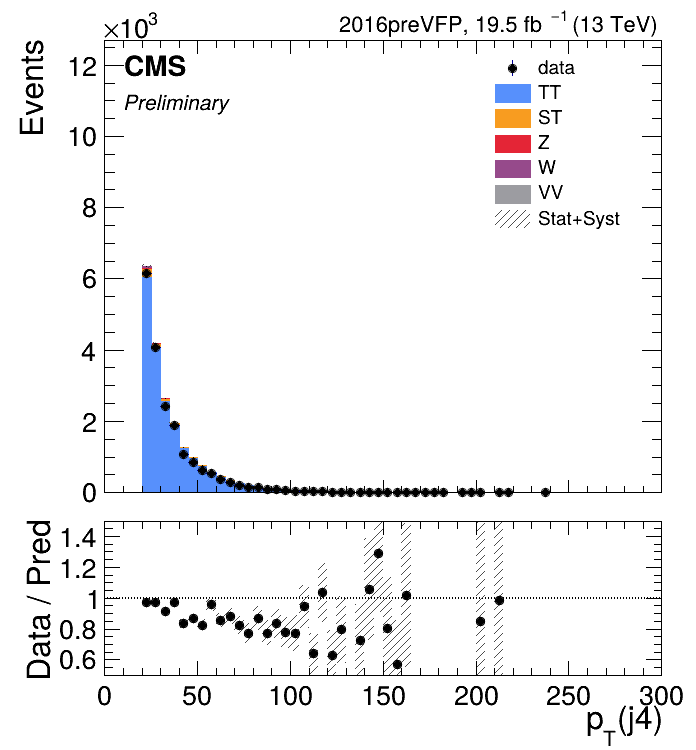 ×10³
2016preVFP, 19.5 fb ⁻¹ (13 TeV)
Events
12
10
8
6
4
2
0
CMS
Preliminary
data
TT
ST
Z
W
VV
Stat+Syst
Data / Pred
1.4
1.2
1
0.8
0.6
0 50 100 150 200 250 300
p_T(j4)